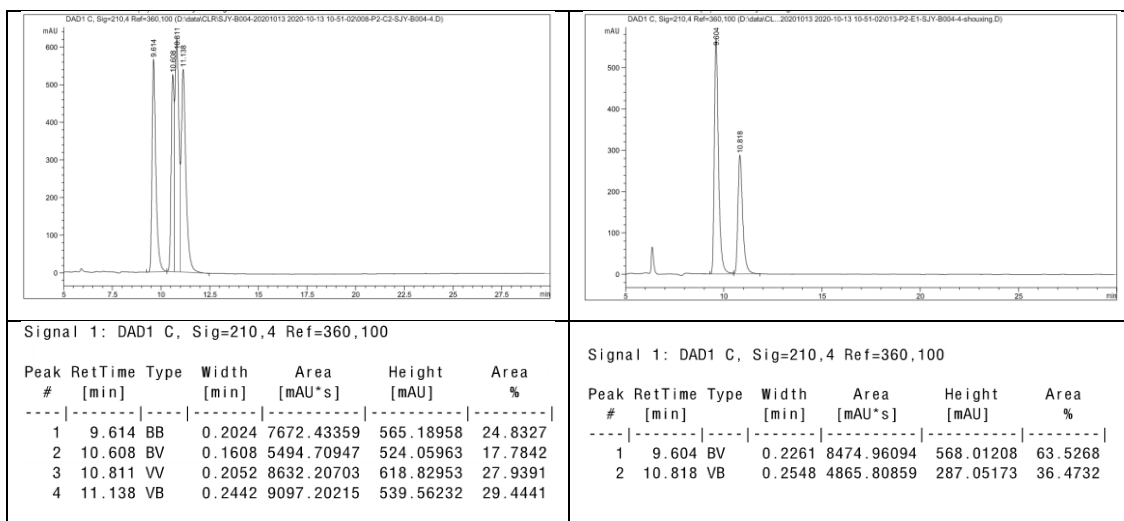 DAD1 C, Sig=210,4 Ref=360,100 (D:\data\CLR\SJY-B004-20201013 2020-10-13 10-51-02\008-P2-C2-SJY-B004-4.D)
mAU
600
500
400
300
200
100
0
9.614
10.608
10.811
11.138
5 7.5 10 12.5 15 17.5 20 22.5 25 27.5 min
DAD1 C, Sig=210,4 Ref=360,100 (D:\data\CL...20201013 2020-10-13 10-51-02\013-P2-E1-SJY-B004-4-shouxing.D)
mAU
500
400
300
200
100
0
9.604
10.818
5 10 15 20 25 min
Signal 1: DAD1 C, Sig=210,4 Ref=360,100
Peak RetTime Type Width Area Height Area
# [min] [min] [mAU*s] [mAU] %
----|-------|----|-------|----------|----------|--------|
1 9.614 BB 0.2024 7672.43359 565.18958 24.8327
2 10.608 BV 0.1608 5494.70947 524.05963 17.7842
3 10.811 VV 0.2052 8632.20703 618.82953 27.9391
4 11.138 VB 0.2442 9097.20215 539.56232 29.4441
Signal 1: DAD1 C, Sig=210,4 Ref=360,100
Peak RetTime Type Width Area Height Area
# [min] [min] [mAU*s] [mAU] %
----|-------|----|-------|----------|----------|--------|
1 9.604 BV 0.2261 8474.96094 568.01208 63.5268
2 10.818 VB 0.2548 4865.80859 287.05173 36.4732